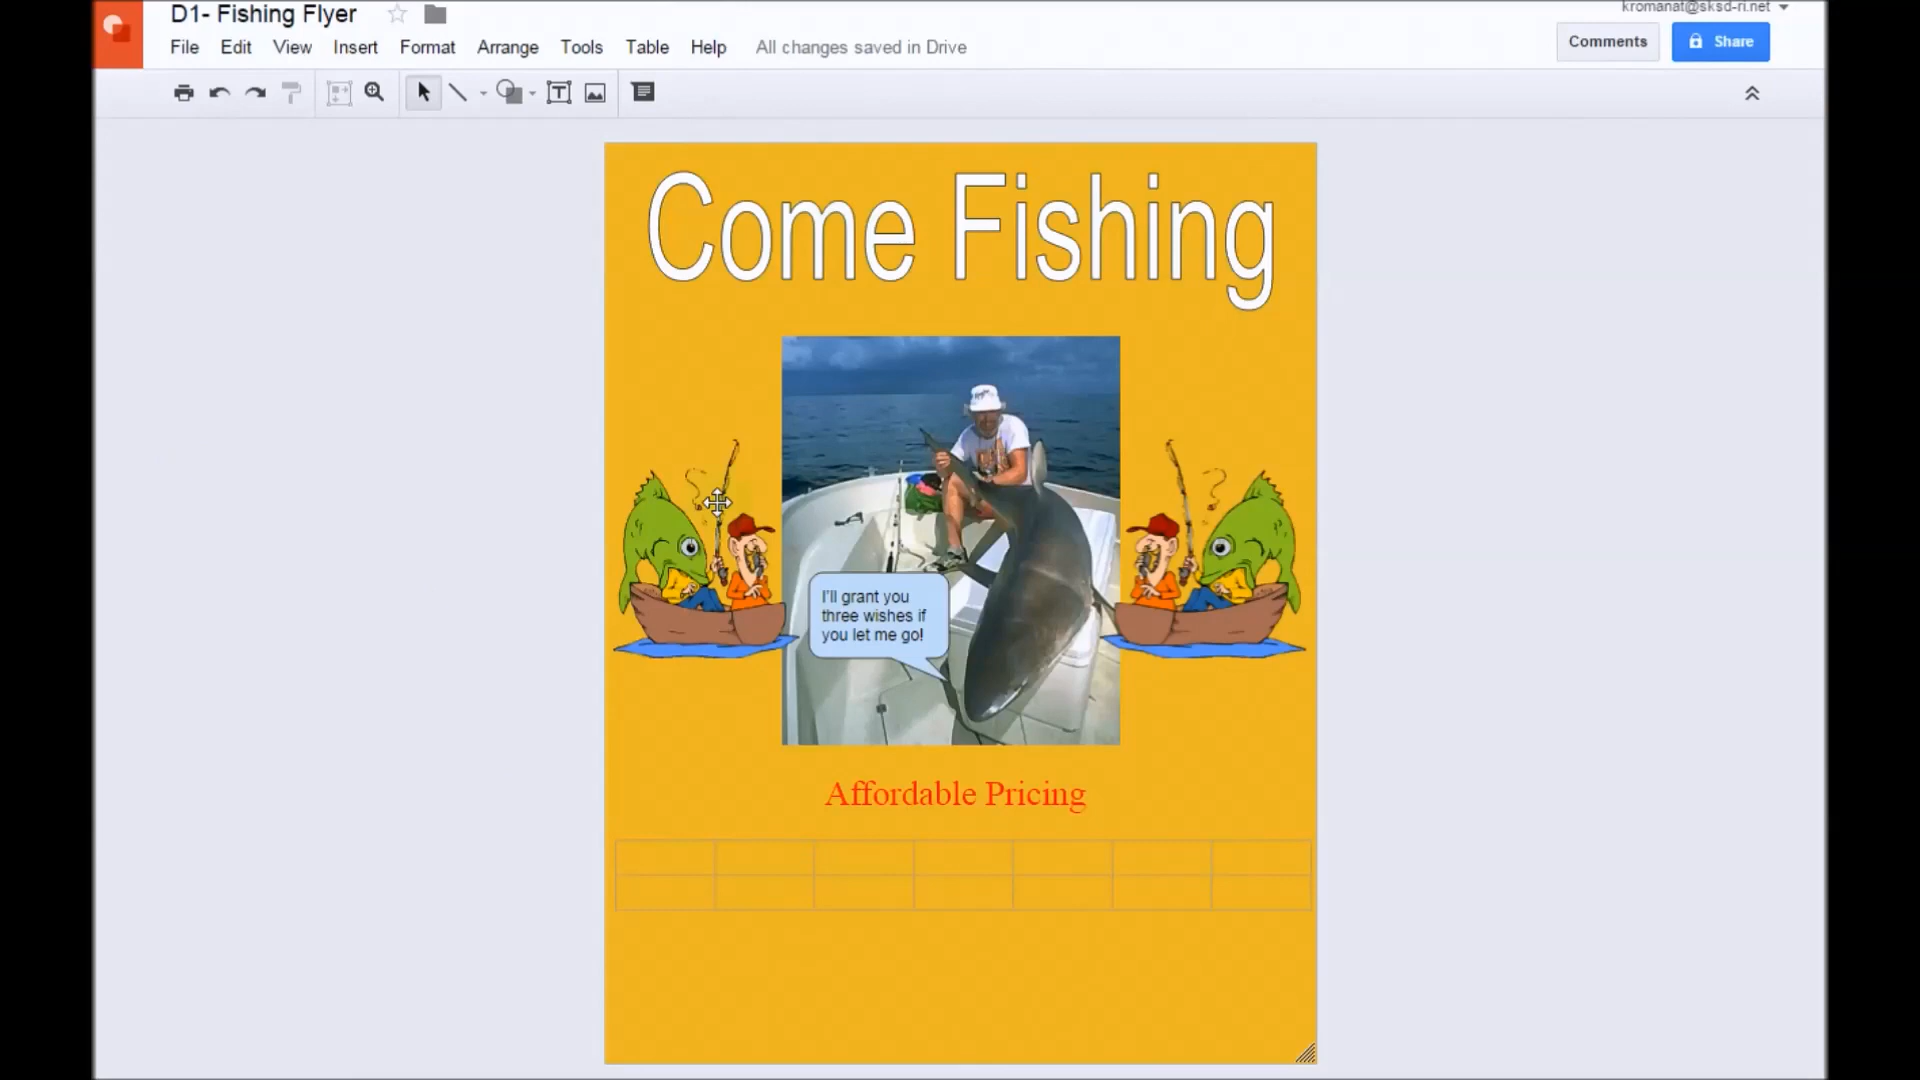 D1- Fishing Flyer
kromanat@sksd-ri.net
File Edit View Insert Format Arrange Tools Table Help All changes saved in Drive
Comments
Share
Come Fishing
I'll grant you
three wishes if
you let me go!
Affordable Pricing